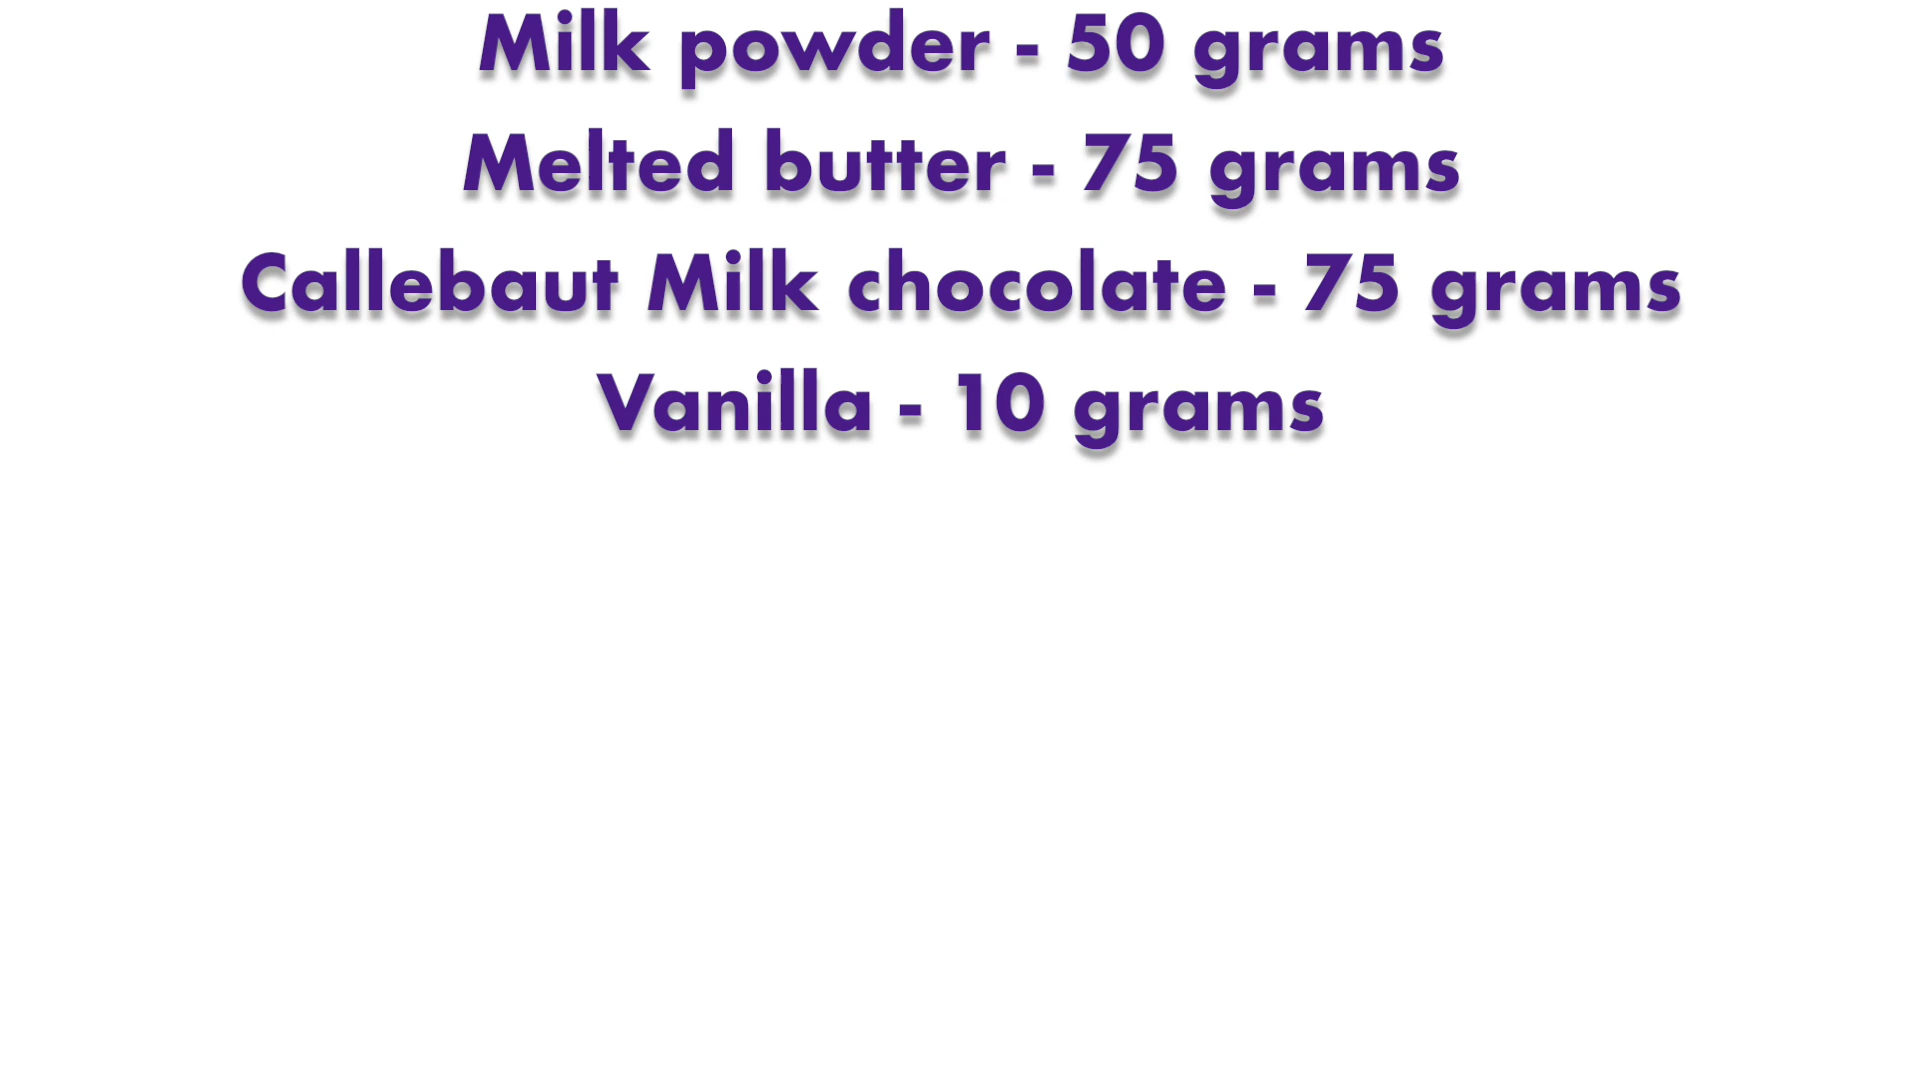 Milk powder - 50 grams
Melted butter - 75 grams
Callebaut Milk chocolate - 75 grams
Vanilla - 10 grams